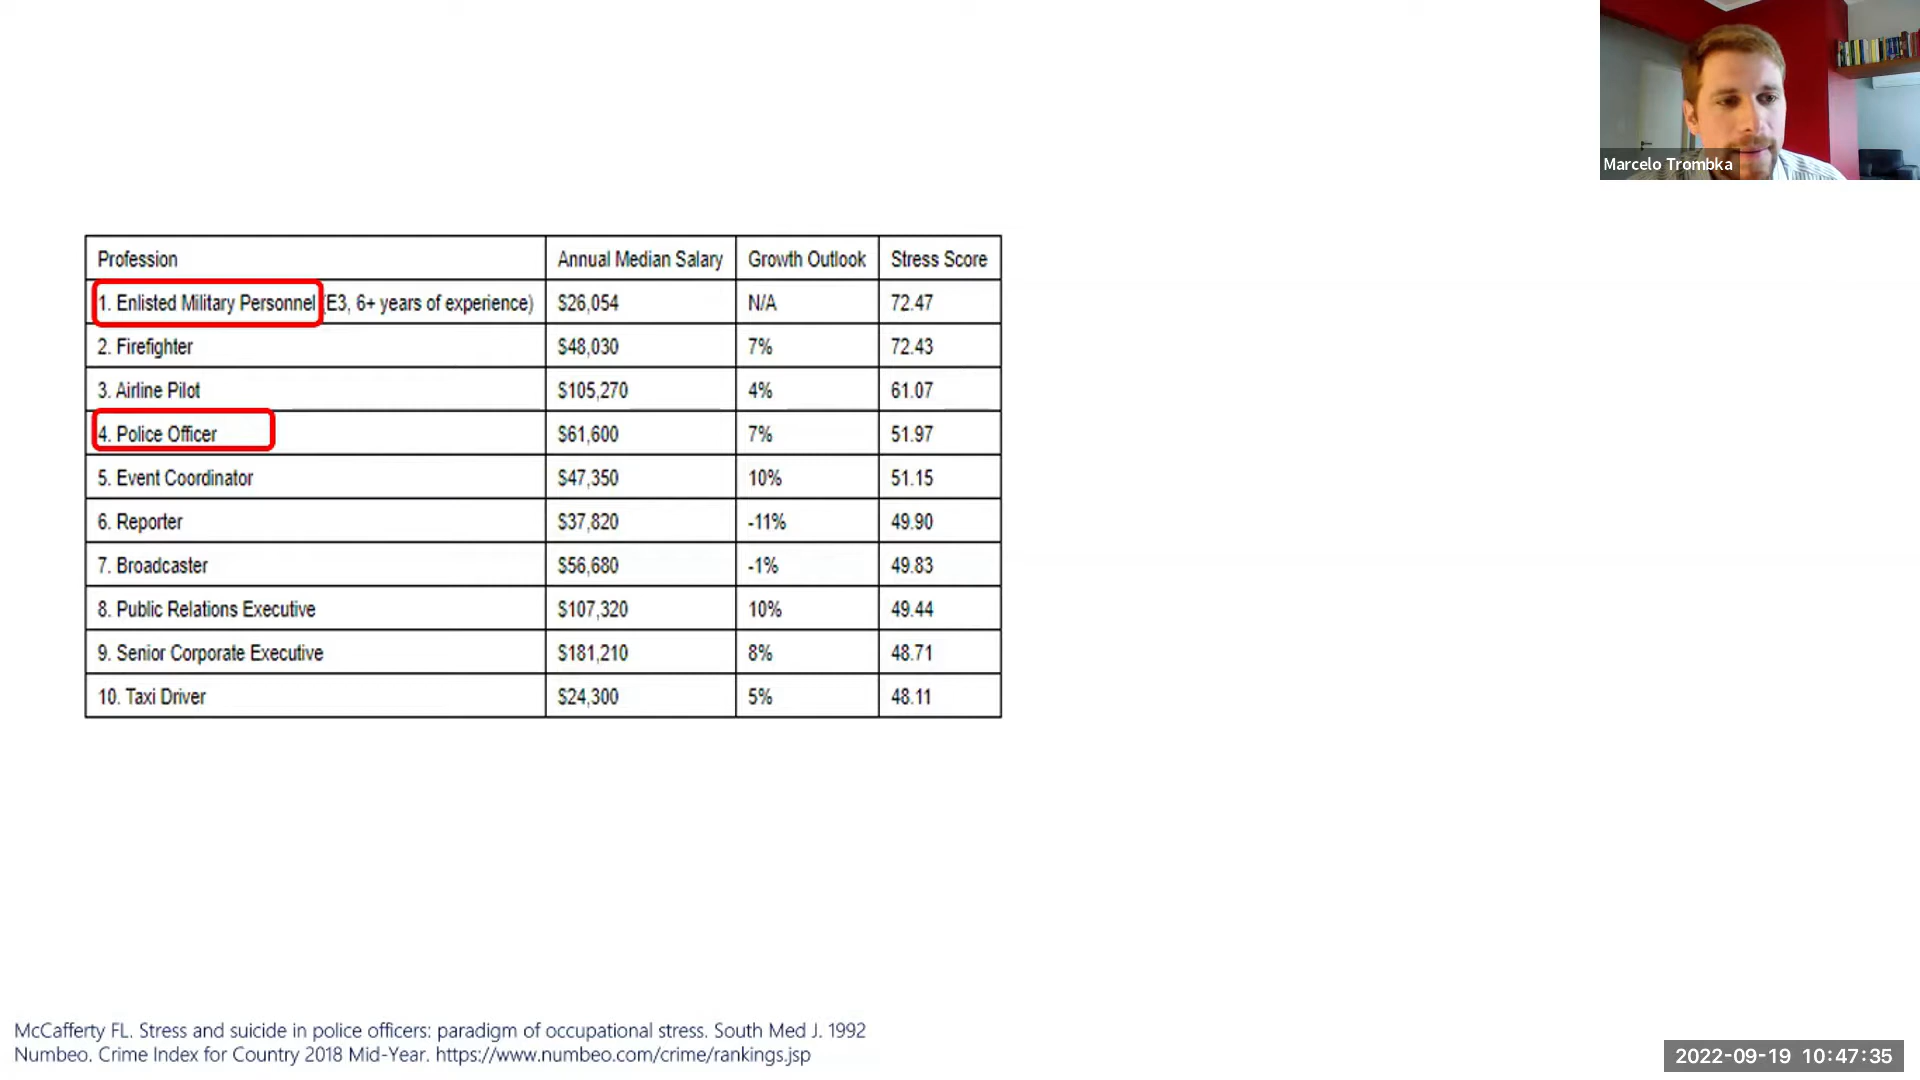 Marcelo Trombka
Profession Annual Median Salary Growth Outlook Stress Score
1. Enlisted Military Personnel (E3, 6+ years of experience) $26,054 N/A 72.47
2. Firefighter $48,030 7% 72.43
3. Airline Pilot $105,270 4% 61.07
4. Police Officer $61,600 7% 51.97
5. Event Coordinator $47,350 10% 51.15
6. Reporter $37,820 -11% 49.90
7. Broadcaster $56,680 -1% 49.83
8. Public Relations Executive $107,320 10% 49.44
9. Senior Corporate Executive $181,210 8% 48.71
10. Taxi Driver $24,300 5% 48.11
McCafferty FL. Stress and suicide in police officers: paradigm of occupational stress. South Med J. 1992
Numbeo. Crime Index for Country 2018 Mid-Year. https://www.numbeo.com/crime/rankings.jsp
2022-09-19 10:47:35